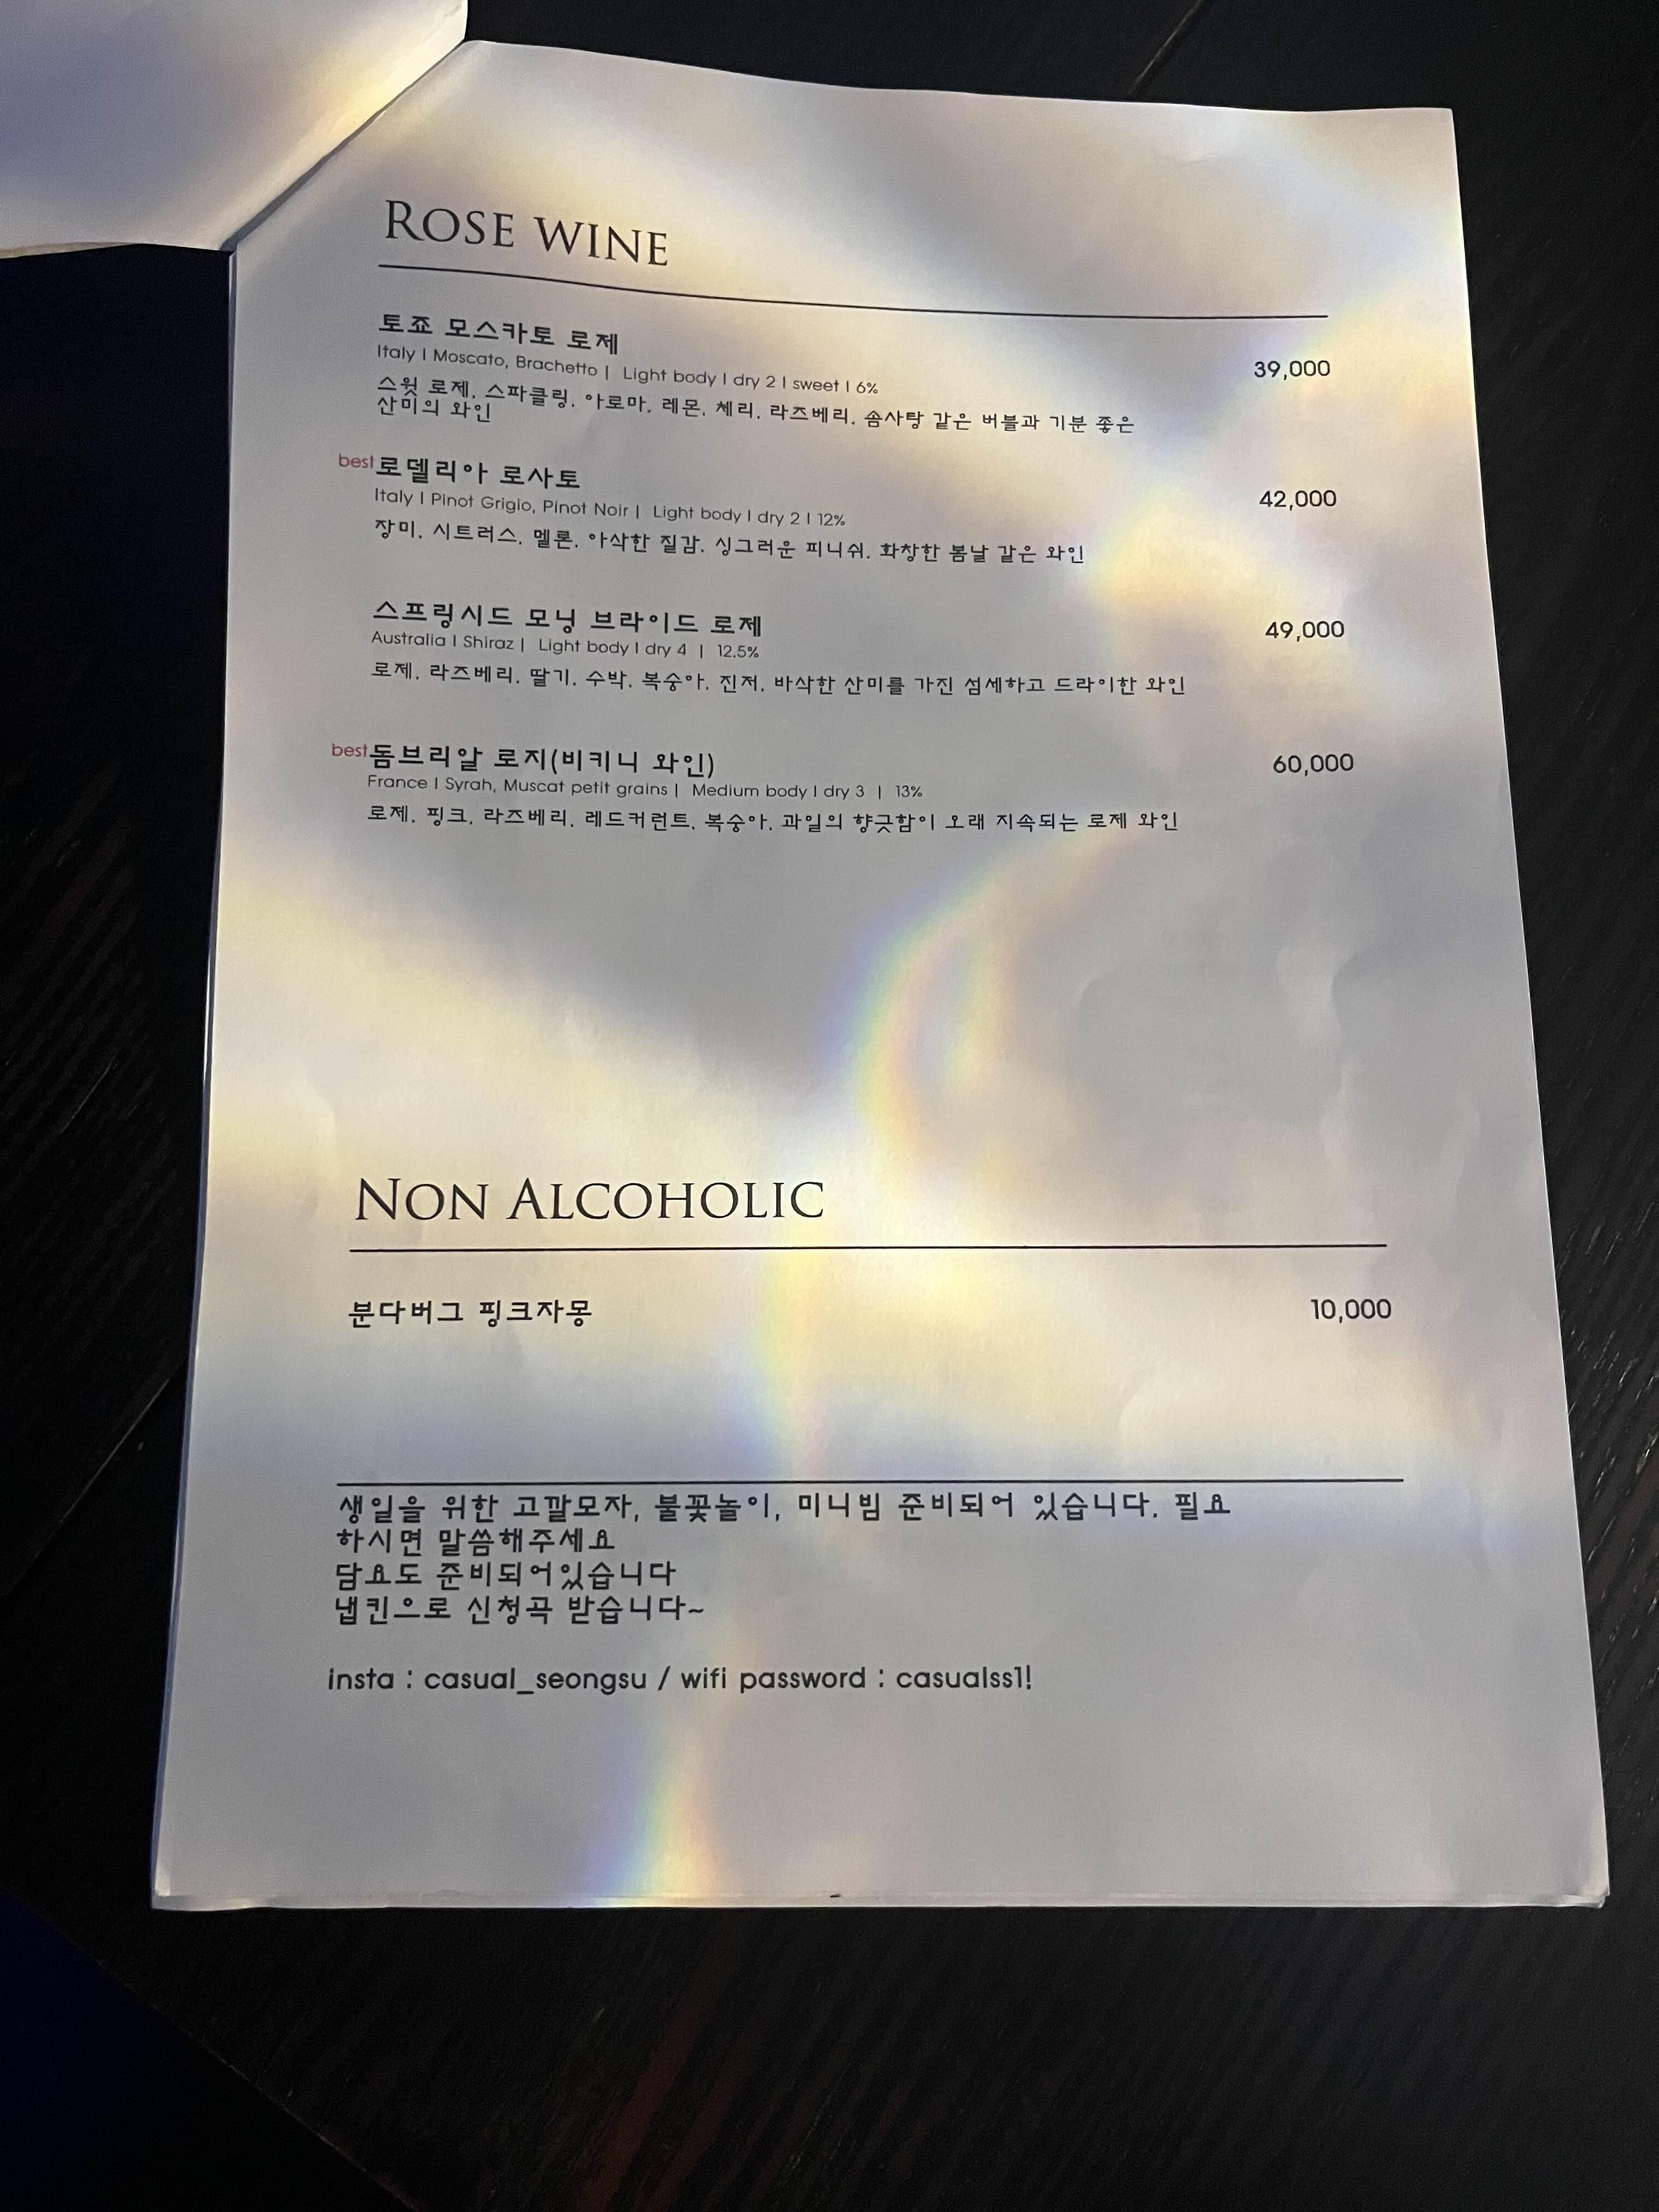 ROSE WINE
토죠 모스카토 로제
Italy I Moscato, Brachetto | Light body I dry 2 I sweet I 6%
39,000
스윗 로제. 스파클링. 아로마. 레몬. 체리. 라즈베리. 솜사탕 같은 버블과 기분 좋은
산미의 와인
best 로델리아 로사토
Italy I Pinot Grigio, Pinot Noir | Light body I dry 2 I 12%
42,000
장미. 시트러스. 멜론. 아삭한 질감. 싱그러운 피니쉬. 화창한 봄날 같은 와인
스프링시드 모닝 브라이드 로제
Australia I Shiraz | Light body I dry 4 | 12.5%
49,000
로제. 라즈베리. 딸기. 수박. 복숭아. 진저. 바삭한 산미를 가진 섬세하고 드라이한 와인
best 돔브리알 로지(비키니 와인)
France I Syrah, Muscat petit grains | Medium body I dry 3 | 13%
60,000
로제. 핑크. 라즈베리. 레드커런트. 복숭아. 과일의 향긋함이 오래 지속되는 로제 와인
NON ALCOHOLIC
분다버그 핑크자몽 10,000
생일을 위한 고깔모자, 불꽃놀이, 미니빔 준비되어 있습니다. 필요
하시면 말씀해주세요
담요도 준비되어있습니다
냅킨으로 신청곡 받습니다~
insta : casual_seongsu / wifi password : casualss1!